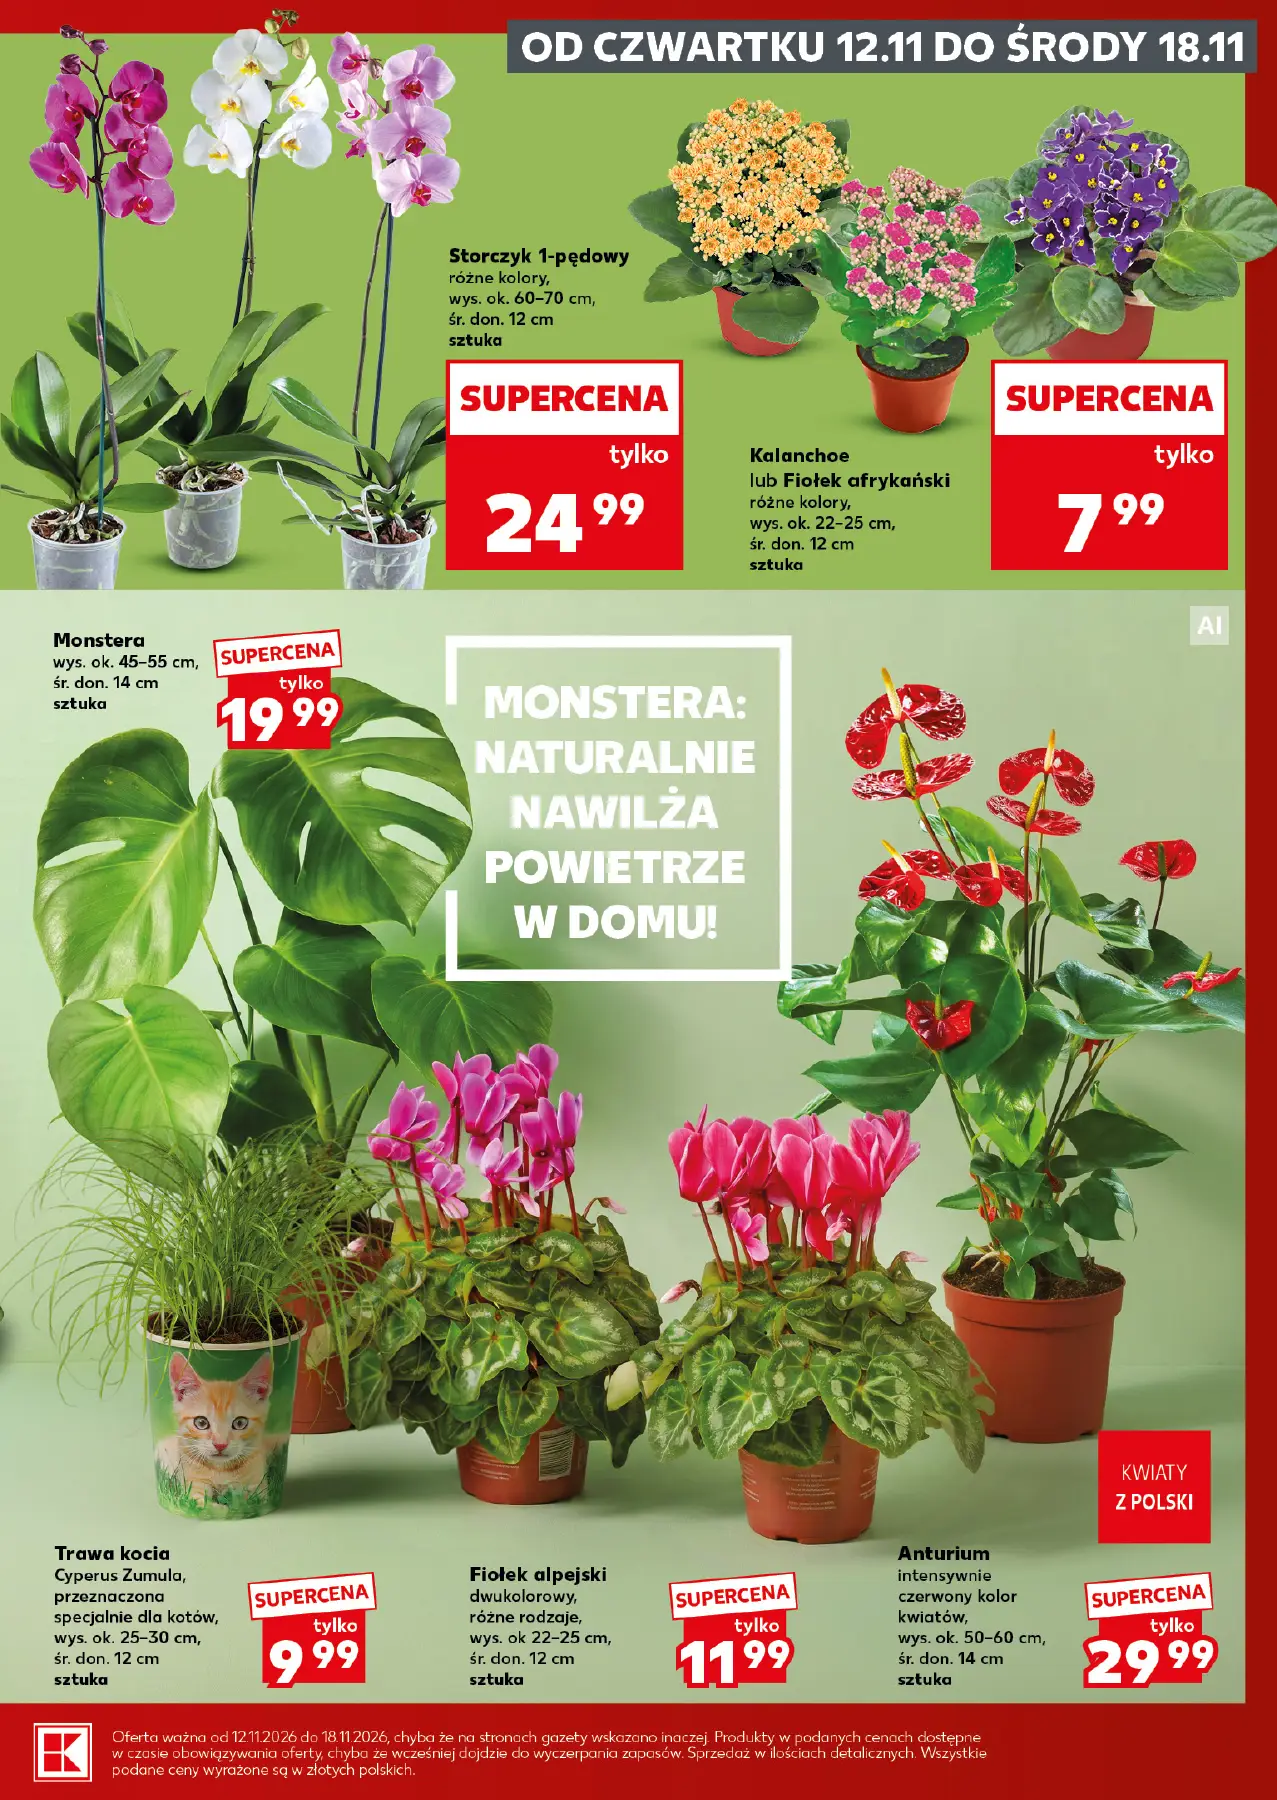 OD CZWARTKU 12.11 DO ŚRODY 18.11
Storczyk 1-pędowy
różne kolory,
wys. ok. 60–70 cm,
śr. don. 12 cm
sztuka
SUPERCENA
tylko
24 99
Kalanchoe
lub Fiołek afrykański
różne kolory,
wys. ok. 22–25 cm,
śr. don. 12 cm
sztuka
SUPERCENA
tylko
7 99
Monstera
wys. ok. 45–55 cm,
śr. don. 14 cm
sztuka
SUPERCENA
tylko
19 99
MONSTERA:
NATURALNIE
NAWILŻA
POWIETRZE
W DOMU!
AI
KWIATY
Z POLSKI
Trawa kocia
Cyperus Zumula,
przeznaczona
specjalnie dla kotów,
wys. ok. 25–30 cm,
śr. don. 12 cm
sztuka
SUPERCENA
tylko
9 99
Fiołek alpejski
dwukolorowy,
różne rodzaje,
wys. ok 22–25 cm,
śr. don. 12 cm
sztuka
SUPERCENA
tylko
11 99
Anturium
intensywnie
czerwony kolor
kwiatów,
wys. ok. 50–60 cm,
śr. don. 14 cm
sztuka
SUPERCENA
tylko
29 99
K
Oferta ważna od 12.11.2026 do 18.11.2026, chyba że na stronach gazety wskazano inaczej. Produkty w podanych cenach dostępne
w czasie obowiązywania oferty, chyba że wcześniej dojdzie do wyczerpania zapasów. Sprzedaż w ilościach detalicznych. Wszystkie
podane ceny wyrażone są w złotych polskich.